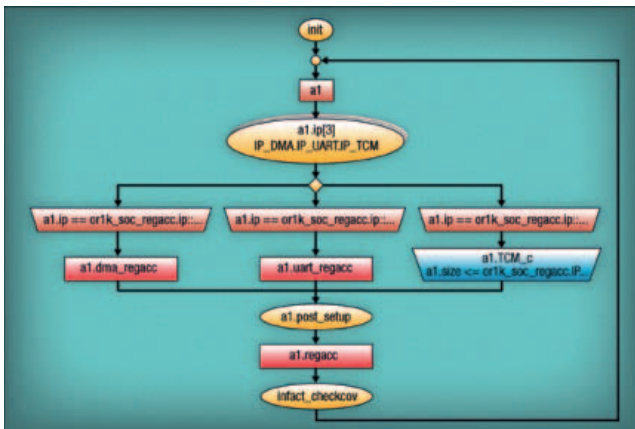 init
a1
a1.ip[3]
IP_DMA.IP_UART.IP_TCM
a1.ip == or1k_soc_regacc.ip::...
a1.ip == or1k_soc_regacc.ip::...
a1.ip == or1k_soc_regacc.ip::...
a1.dma_regacc
a1.uart_regacc
a1.TCM_c
a1.size <= or1k_soc_regacc.IP...
a1.post_setup
a1.regacc
infact_checkcov